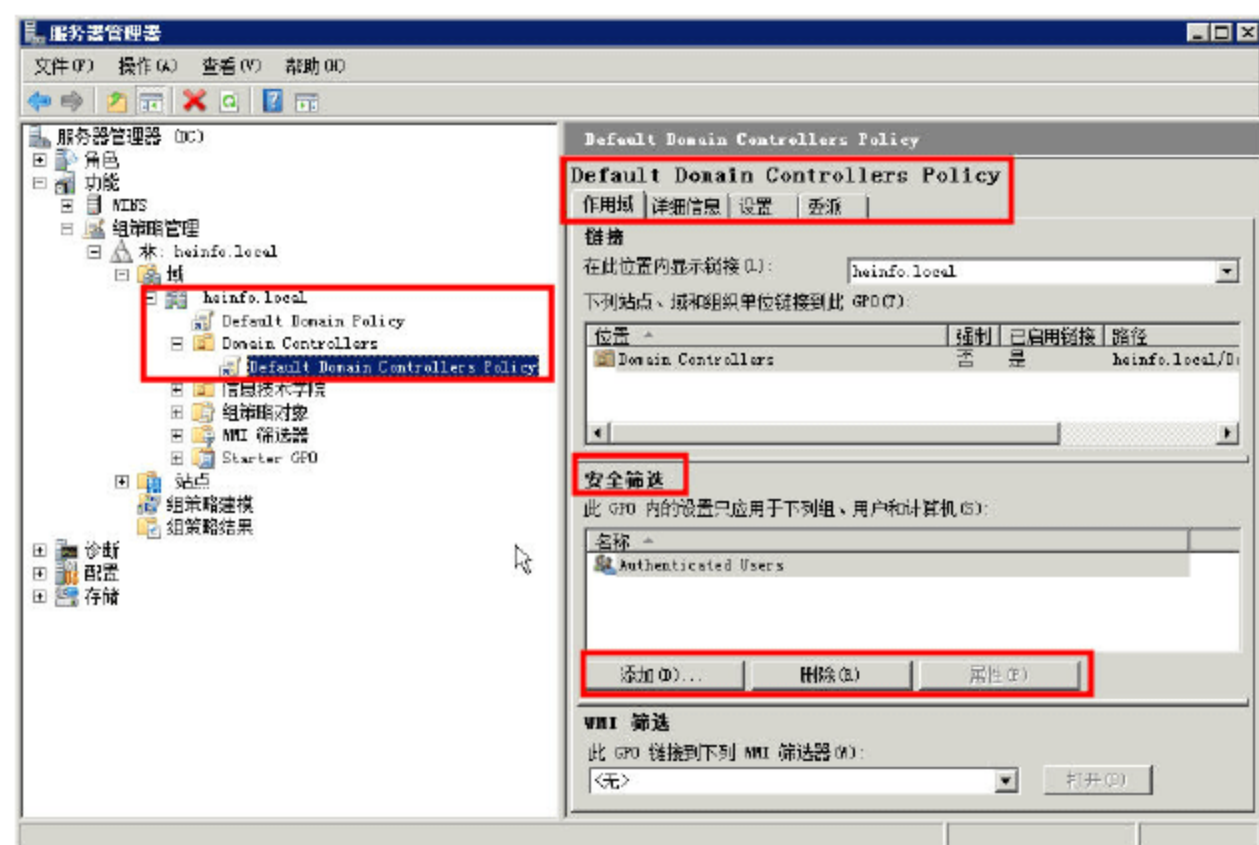 服务器管理器
文件(F) 操作(A) 查看(V) 帮助(H)
服务器管理器 (DC)
角色
功能
WINS
组策略管理
林: heinfo.local
域
heinfo.local
Default Domain Policy
Domain Controllers
Default Domain Controllers Policy
信息技术学院
组策略对象
WMI 筛选器
Starter GPO
站点
组策略建模
组策略结果
诊断
配置
存储
Default Domain Controllers Policy
Default Domain Controllers Policy
作用域 详细信息 设置 委派
链接
在此位置内显示链接(L):
heinfo.local
下列站点、域和组织单位链接到此 GPO(T):
位置 强制 已启用链接 路径
Domain Controllers 否 是 heinfo.local/Do
安全筛选
此 GPO 内的设置只应用于下列组、用户和计算机(S):
名称
Authenticated Users
添加(D)... 删除(R) 属性(P)
WMI 筛选
此 GPO 链接到下列 WMI 筛选器(W):
<无>
打开(O)